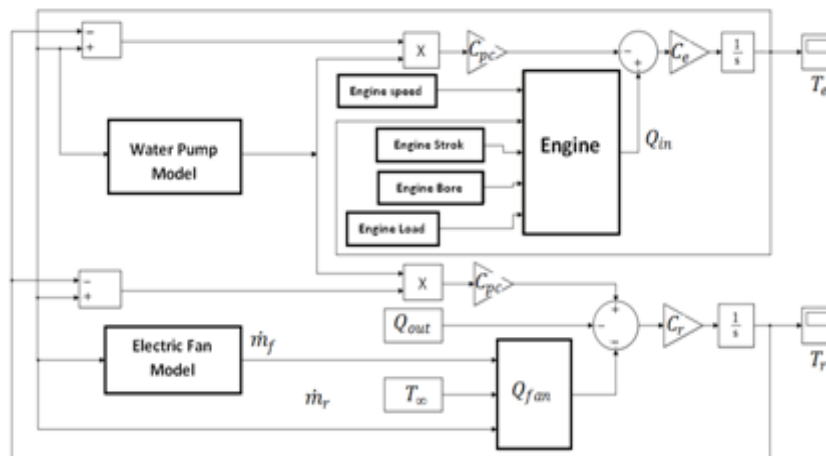 −
+
X
C_pc
−
+
C_e
1/s
T_e
Engine speed
Engine Strok
Engine Bore
Engine Load
Engine
Q_in
Water Pump
Model
−
+
X
C_pc
+
−
−
C_r
1/s
T_r
Q_out
Electric Fan
Model
ṁ_f
ṁ_r
T_∞
Q_fan